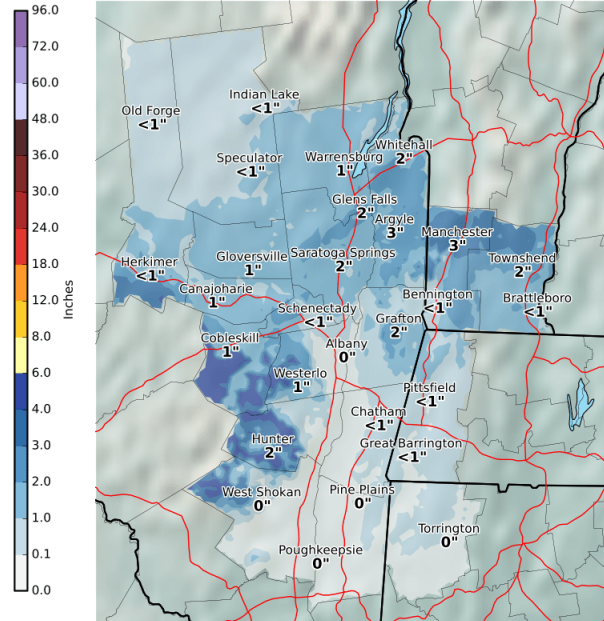 96.0
72.0
60.0
48.0
36.0
30.0
24.0
18.0
12.0
8.0
6.0
4.0
3.0
2.0
1.0
0.1
0.0
Inches
Indian Lake
<1"
Old Forge
<1"
Whitehall
2"
Speculator
<1"
Warrensburg
1"
Glens Falls
2"
Argyle
3"
Manchester
3"
Saratoga Springs
2"
Gloversville
1"
Herkimer
<1"
Townshend
2"
Canajoharie
1"
Bennington
<1"
Brattleboro
<1"
Schenectady
<1"
Grafton
2"
Cobleskill
1"
Albany
0"
Westerlo
1"
Pittsfield
<1"
Chatham
<1"
Hunter
2"
Great Barrington
<1"
West Shokan
0"
Pine Plains
0"
Torrington
0"
Poughkeepsie
0"